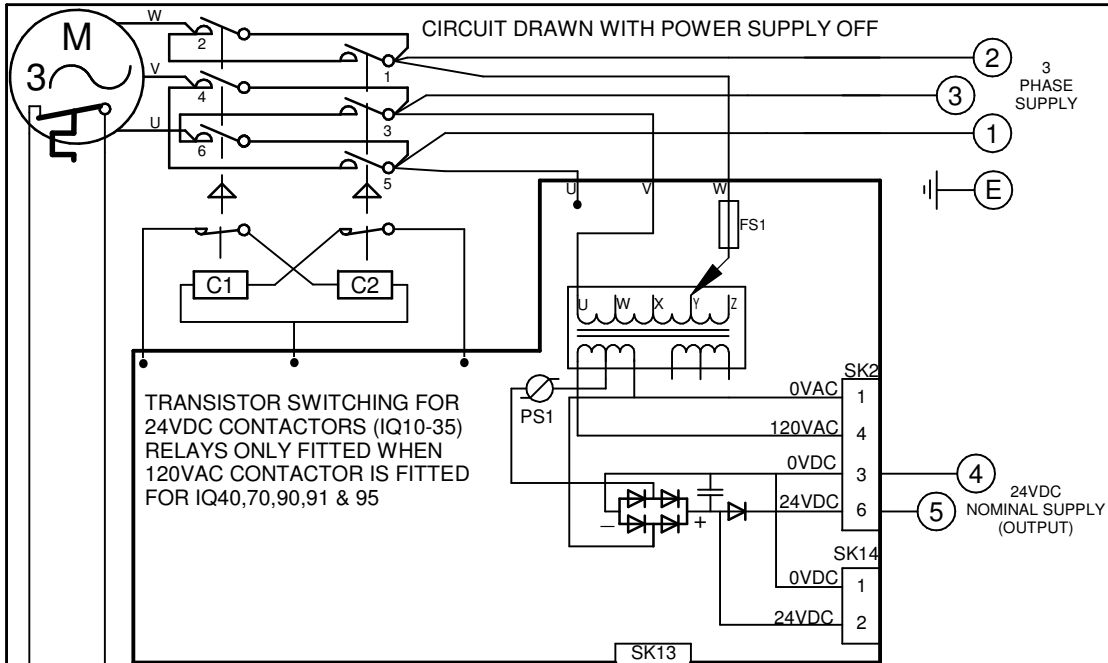 CIRCUIT DRAWN WITH POWER SUPPLY OFF
M
3
W
V
U
2
4
6
1
3
5
2
3
1
E
3
PHASE
SUPPLY
C1
C2
U
V
W
FS1
U
W
X
Y
Z
PS1
TRANSISTOR SWITCHING FOR
24VDC CONTACTORS (IQ10-35)
RELAYS ONLY FITTED WHEN
120VAC CONTACTOR IS FITTED
FOR IQ40,70,90,91 & 95
SK2
0VAC
1
120VAC
4
0VDC
3
24VDC
6
4
5
24VDC
NOMINAL SUPPLY
(OUTPUT)
– +
SK14
0VDC
1
24VDC
2
SK13